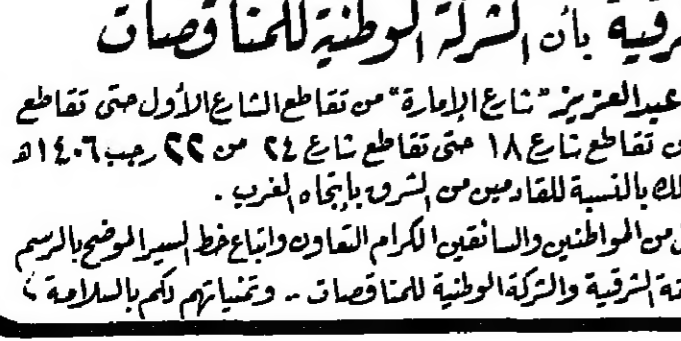 رقية بأن الشركة الوطنية للمناقصات
عبدالعزيز "شارع الإمارة" من تقاطع الشارع الأول حتى تقاطع
ن تقاطع شارع ١٨ حتى تقاطع شارع ٢٤ من ٢٢ رجب ١٤٠٦هـ
لك بالنسبة للقادمين من الشرق بإتجاه الغرب .
ل من المواطنين والسائقين الكرام التعاون واتباع خط السير الموضح بالرسم
قة الشرقية والشركة الوطنية للمناقصات .. وتمنياتهم لكم بالسلامة ؛